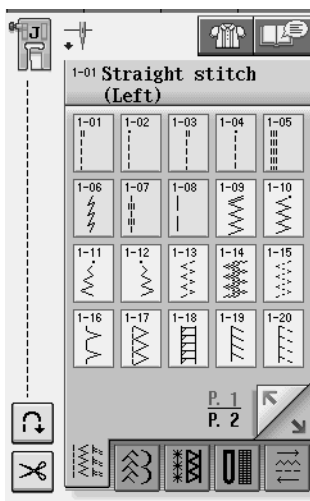 J
1-01 Straight stitch
(Left)
1-01 1-02 1-03 1-04 1-05
1-06 1-07 1-08 1-09 1-10
1-11 1-12 1-13 1-14 1-15
1-16 1-17 1-18 1-19 1-20
P. 1
P. 2